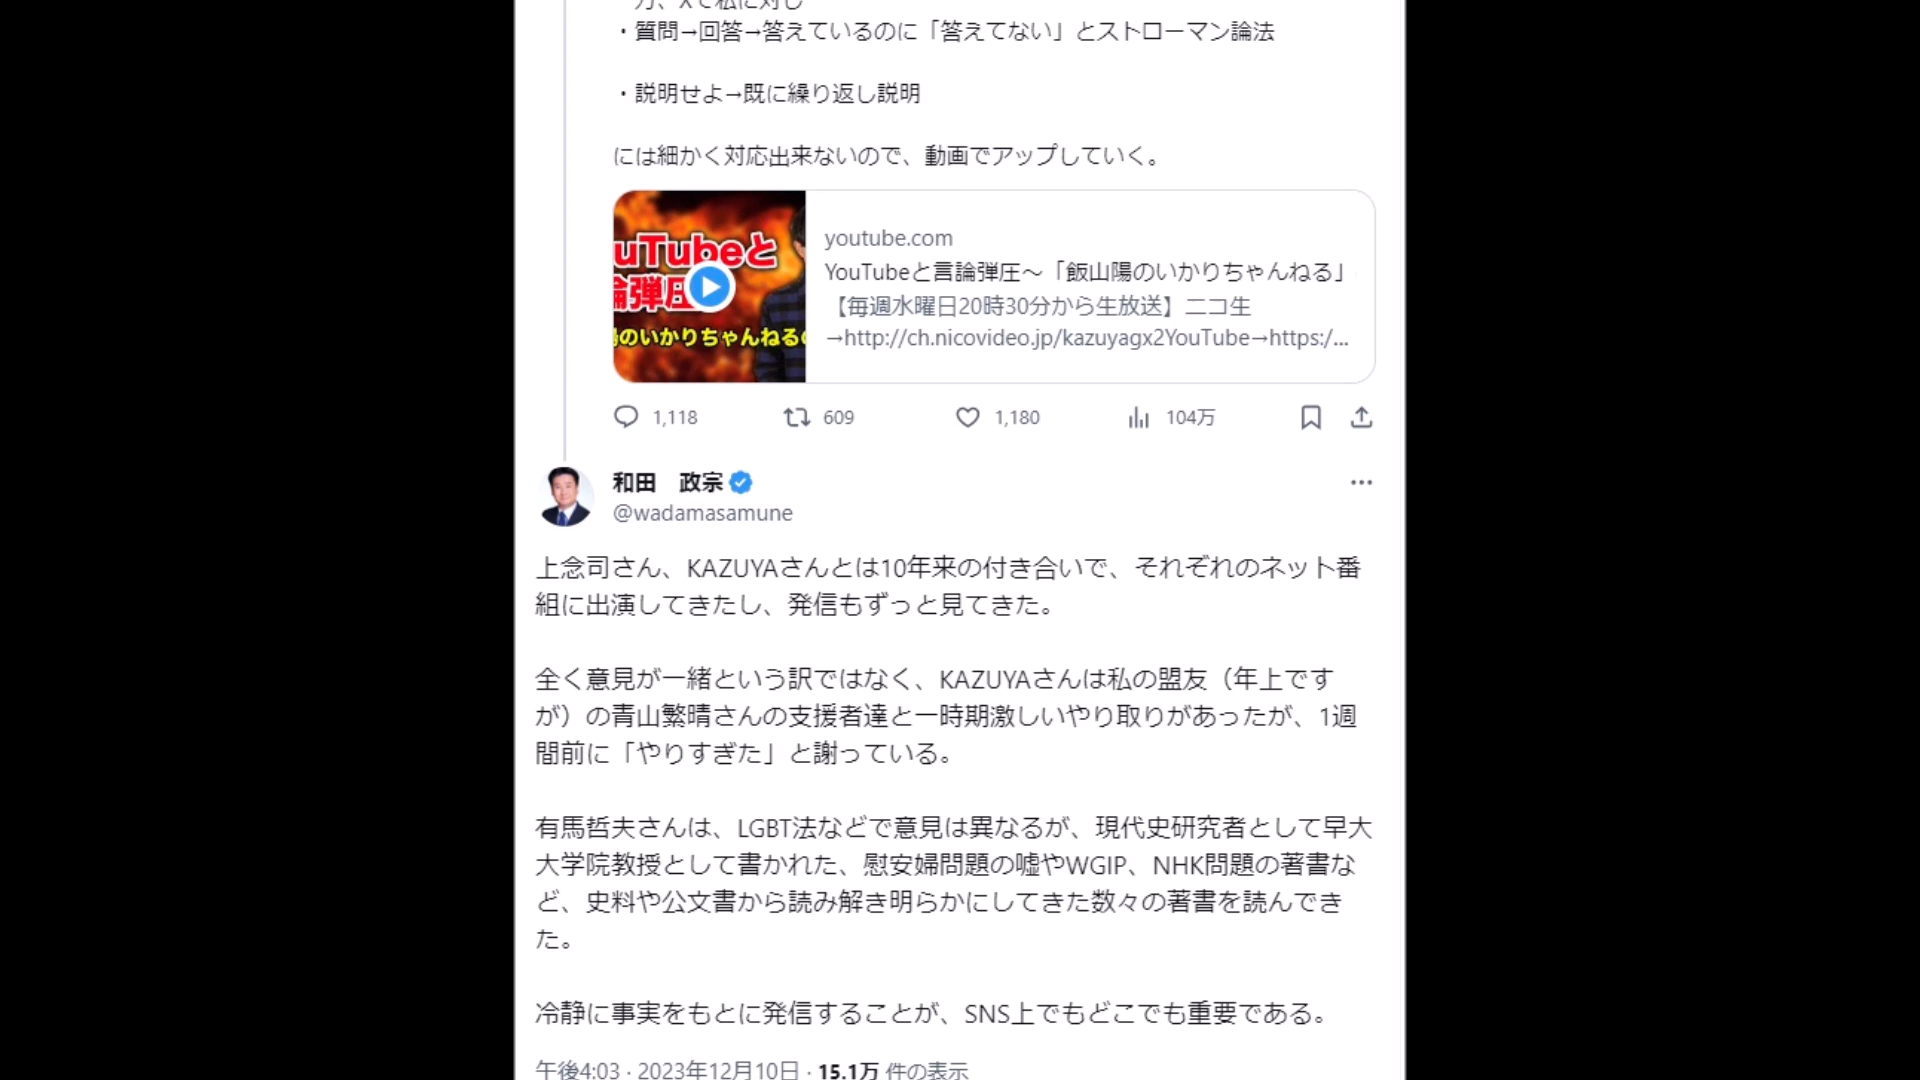 方、Xで私に対し
・質問→回答→答えているのに「答えてない」とストローマン論法
・説明せよ→既に繰り返し説明
には細かく対応出来ないので、動画でアップしていく。
uTubeと
論弾圧
のいかりちゃんねる
youtube.com
YouTubeと言論弾圧〜「飯山陽のいかりちゃんねる」
【毎週水曜日20時30分から生放送】ニコ生
→http://ch.nicovideo.jp/kazuyagx2YouTube→https:/...
1,118 609 1,180 104万
和田 政宗
@wadamasamune
上念司さん、KAZUYAさんとは10年来の付き合いで、それぞれのネット番
組に出演してきたし、発信もずっと見てきた。
全く意見が一緒という訳ではなく、KAZUYAさんは私の盟友（年上です
が）の青山繁晴さんの支援者達と一時期激しいやり取りがあったが、1週
間前に「やりすぎた」と謝っている。
有馬哲夫さんは、LGBT法などで意見は異なるが、現代史研究者として早大
大学院教授として書かれた、慰安婦問題の嘘やWGIP、NHK問題の著書な
ど、史料や公文書から読み解き明らかにしてきた数々の著書を読んでき
た。
冷静に事実をもとに発信することが、SNS上でもどこでも重要である。
午後4:03 · 2023年12月10日 · 15.1万 件の表示